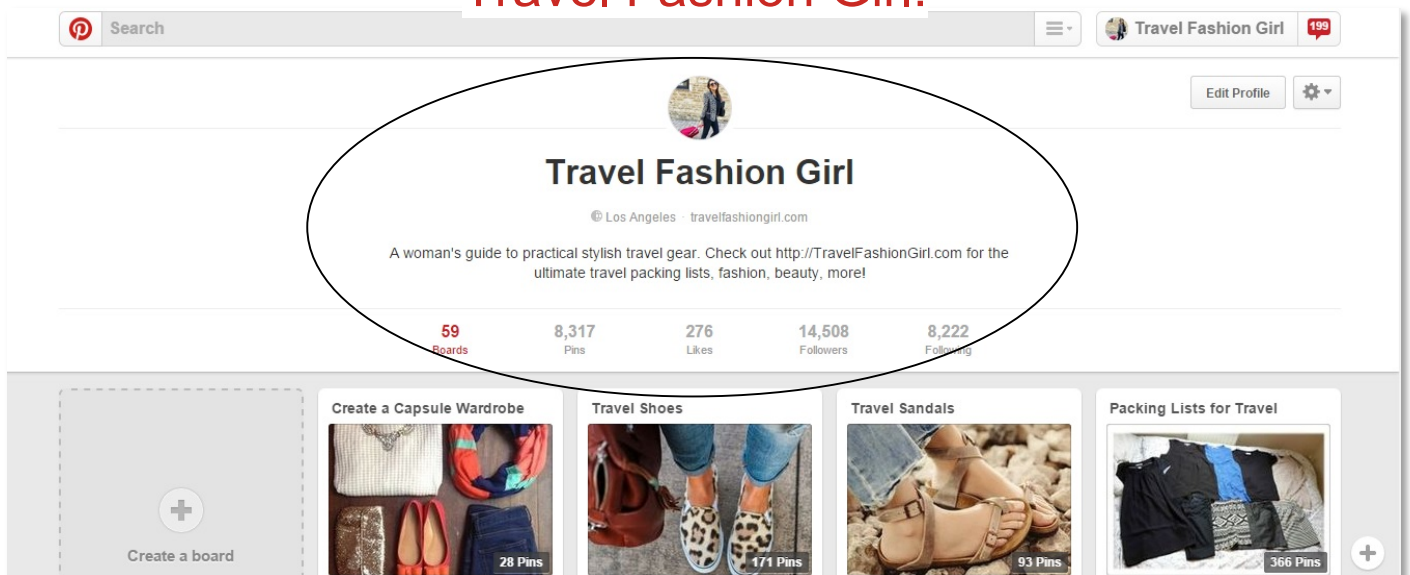 Travel Fashion Girl!
Search
Travel Fashion Girl 199
Edit Profile
Travel Fashion Girl
Los Angeles · travelfashiongirl.com
A woman's guide to practical stylish travel gear. Check out http://TravelFashionGirl.com for the
ultimate travel packing lists, fashion, beauty, more!
59 8,317 276 14,508 8,222
Boards Pins Likes Followers Following
Create a Capsule Wardrobe Travel Shoes Travel Sandals Packing Lists for Travel
Create a board
28 Pins 171 Pins 93 Pins 366 Pins